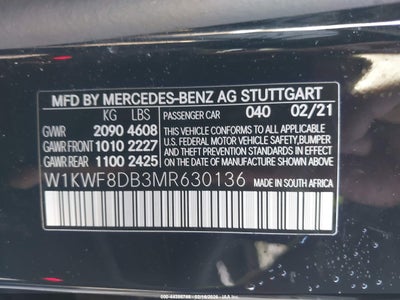 MFD BY MERCEDES-BENZ AG STUTTGART
KG LBS PASSENGER CAR 040 02/21
GVWR 2090 4608 THIS VEHICLE CONFORMS TO ALL APPLICABLE
GAWR FRONT 1010 2227 U.S. FEDERAL MOTOR VEHICLE SAFETY, BUMPER
GAWR REAR 1100 2425 AND THEFT PREVENTION STANDARDS IN EFFECT ON THE DATE OF MANUFACTURE SHOWN ABOVE.
W1KWF8DB3MR630136 MADE IN SOUTH AFRICA